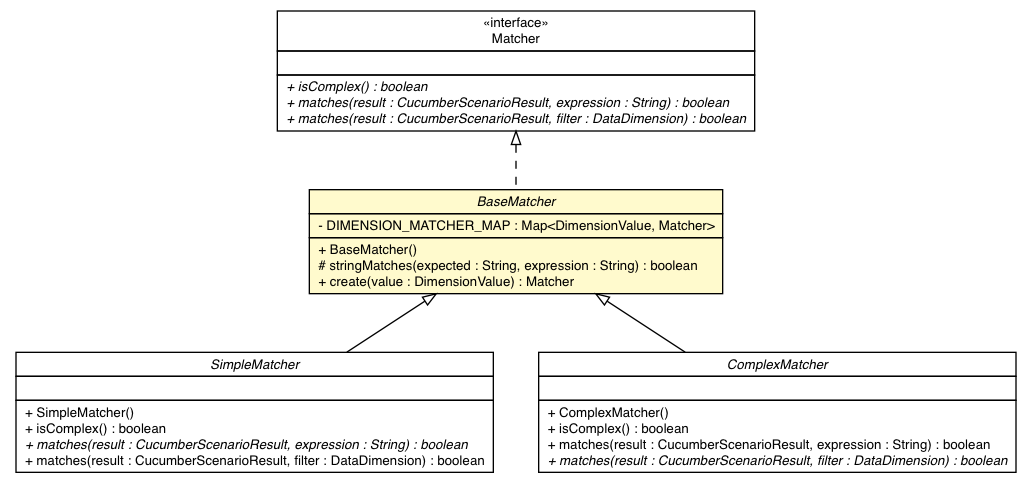 «interface»
Matcher
+ isComplex() : boolean
+ matches(result : CucumberScenarioResult, expression : String) : boolean
+ matches(result : CucumberScenarioResult, filter : DataDimension) : boolean
BaseMatcher
- DIMENSION_MATCHER_MAP : Map<DimensionValue, Matcher>
+ BaseMatcher()
# stringMatches(expected : String, expression : String) : boolean
+ create(value : DimensionValue) : Matcher
SimpleMatcher
+ SimpleMatcher()
+ isComplex() : boolean
+ matches(result : CucumberScenarioResult, expression : String) : boolean
+ matches(result : CucumberScenarioResult, filter : DataDimension) : boolean
ComplexMatcher
+ ComplexMatcher()
+ isComplex() : boolean
+ matches(result : CucumberScenarioResult, expression : String) : boolean
+ matches(result : CucumberScenarioResult, filter : DataDimension) : boolean